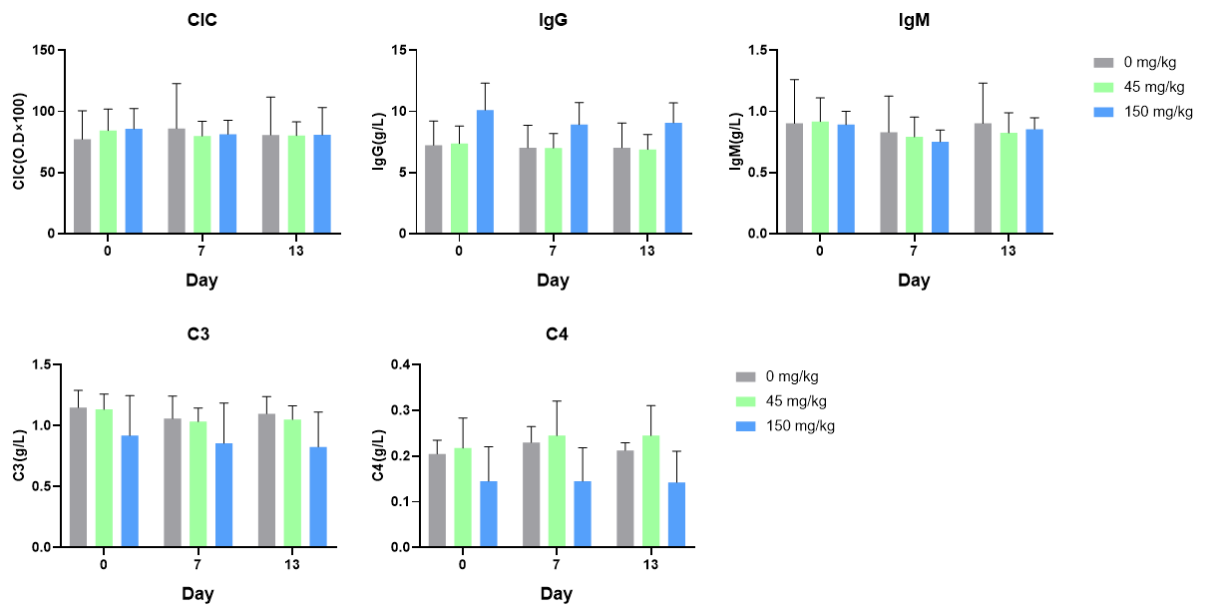 CIC
CIC(O.D×100)
150
100
50
0
0 7 13
Day
IgG
IgG(g/L)
15
10
5
0
0 7 13
Day
IgM
IgM(g/L)
1.5
1.0
0.5
0.0
0 7 13
Day
0 mg/kg
45 mg/kg
150 mg/kg
C3
C3(g/L)
1.5
1.0
0.5
0.0
0 7 13
Day
C4
C4(g/L)
0.4
0.3
0.2
0.1
0.0
0 7 13
Day
0 mg/kg
45 mg/kg
150 mg/kg